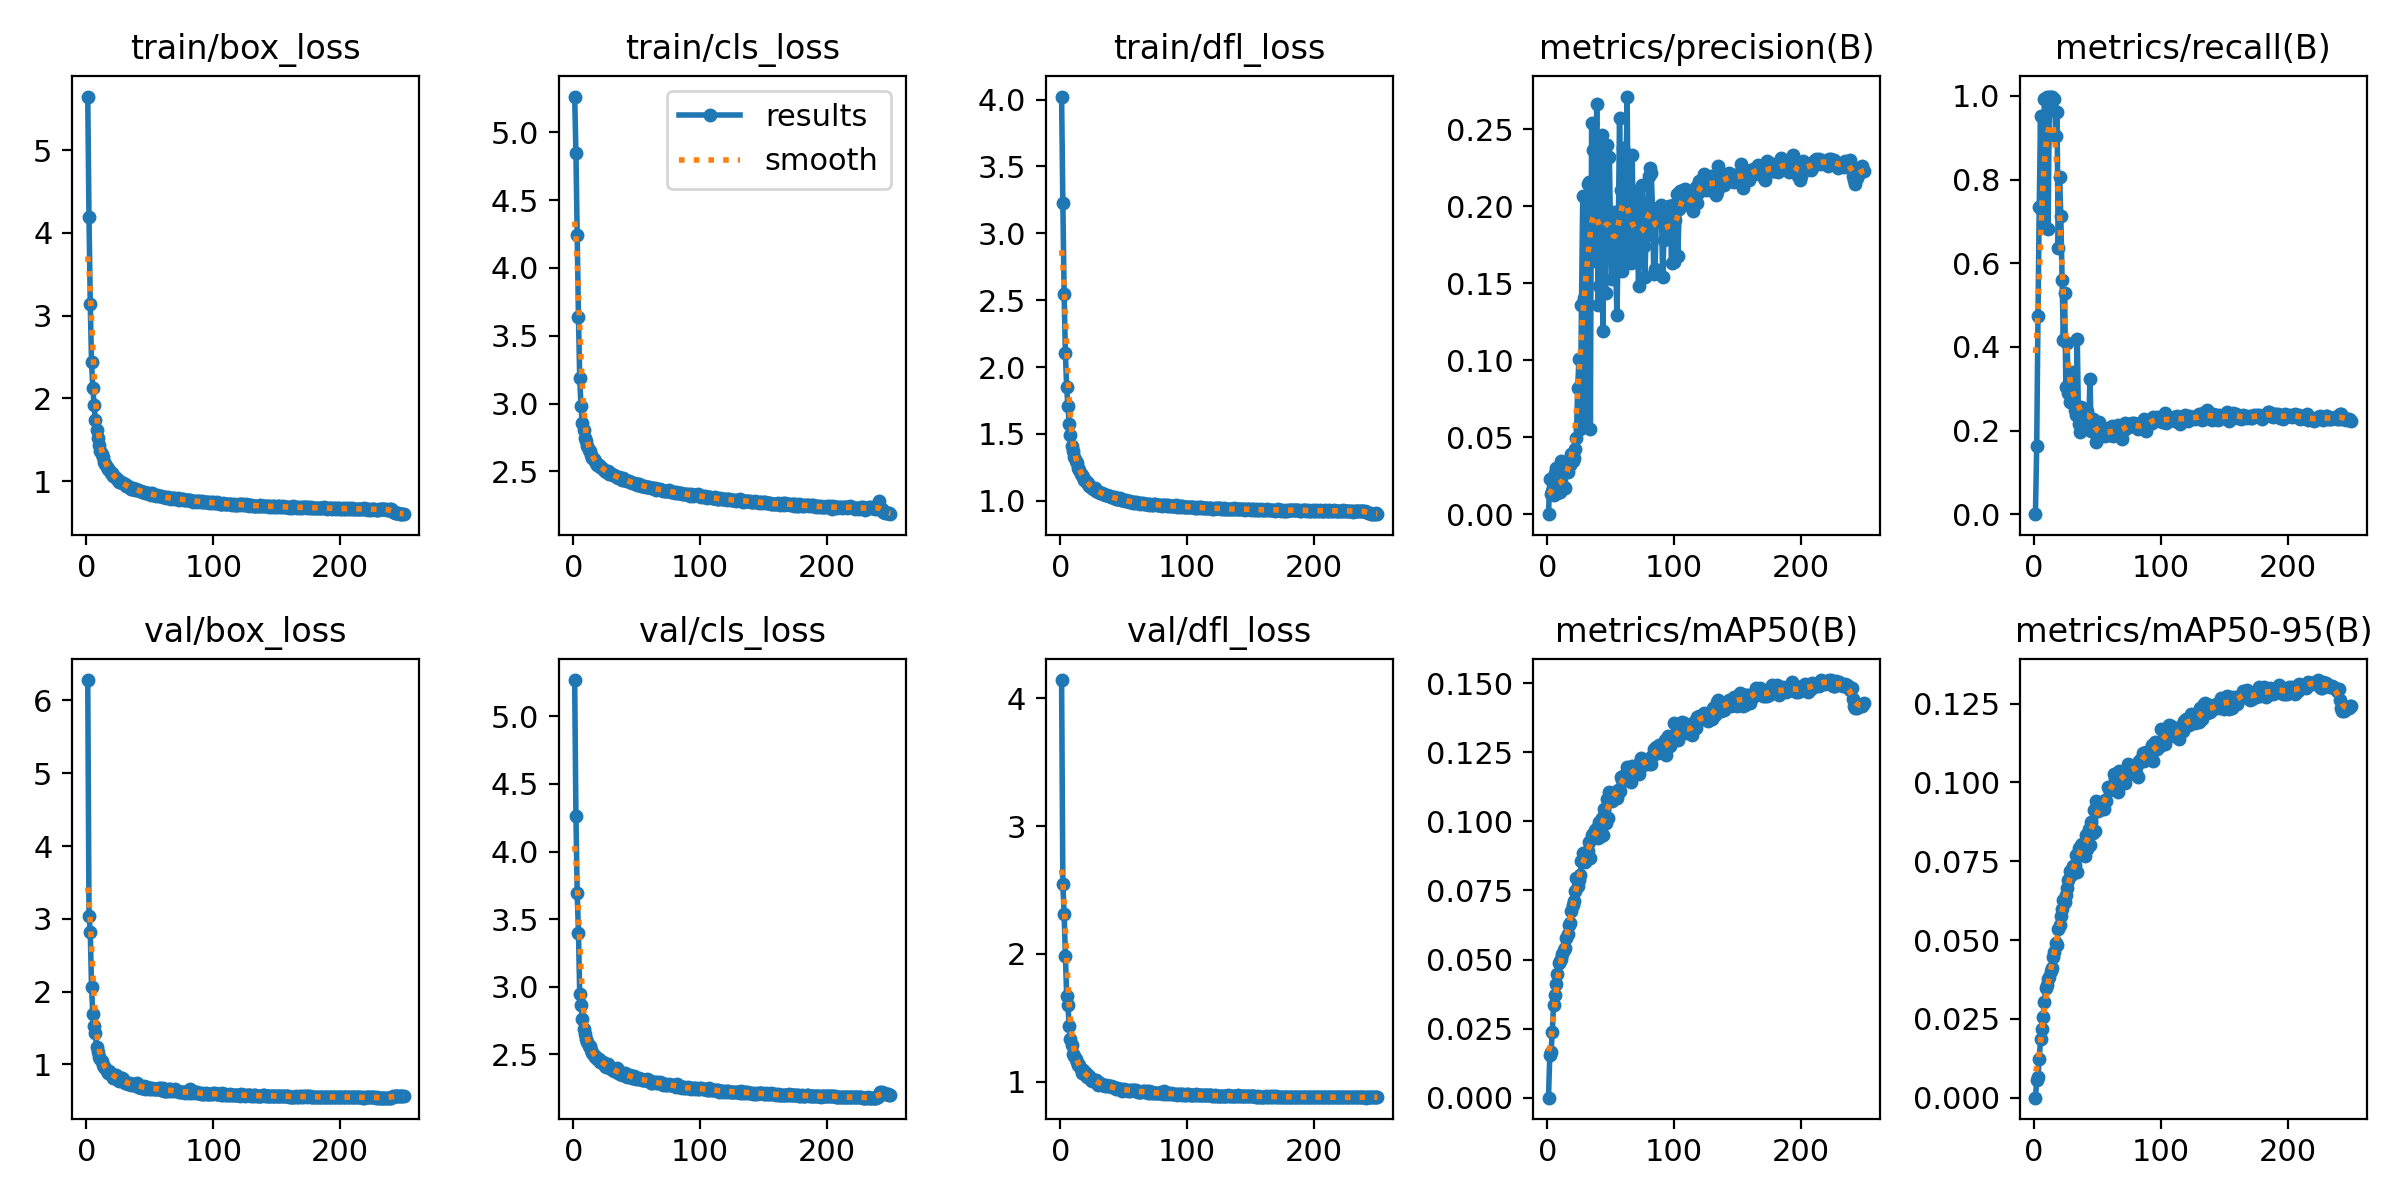 train/box_loss
5
4
3
2
1
0 100 200
train/cls_loss
results
smooth
5.0
4.5
4.0
3.5
3.0
2.5
0 100 200
train/dfl_loss
4.0
3.5
3.0
2.5
2.0
1.5
1.0
0 100 200
metrics/precision(B)
0.25
0.20
0.15
0.10
0.05
0.00
0 100 200
metrics/recall(B)
1.0
0.8
0.6
0.4
0.2
0.0
0 100 200
val/box_loss
6
5
4
3
2
1
0 100 200
val/cls_loss
5.0
4.5
4.0
3.5
3.0
2.5
0 100 200
val/dfl_loss
4
3
2
1
0 100 200
metrics/mAP50(B)
0.150
0.125
0.100
0.075
0.050
0.025
0.000
0 100 200
metrics/mAP50-95(B)
0.125
0.100
0.075
0.050
0.025
0.000
0 100 200